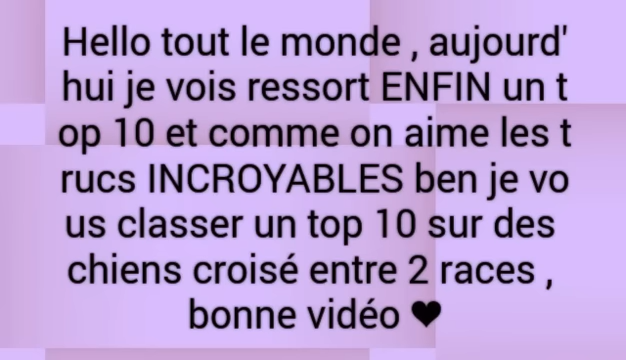 Hello tout le monde , aujourd'
hui je vois ressort ENFIN un t
op 10 et comme on aime les t
rucs INCROYABLES ben je vo
us classer un top 10 sur des
chiens croisé entre 2 races ,
bonne vidéo ♥